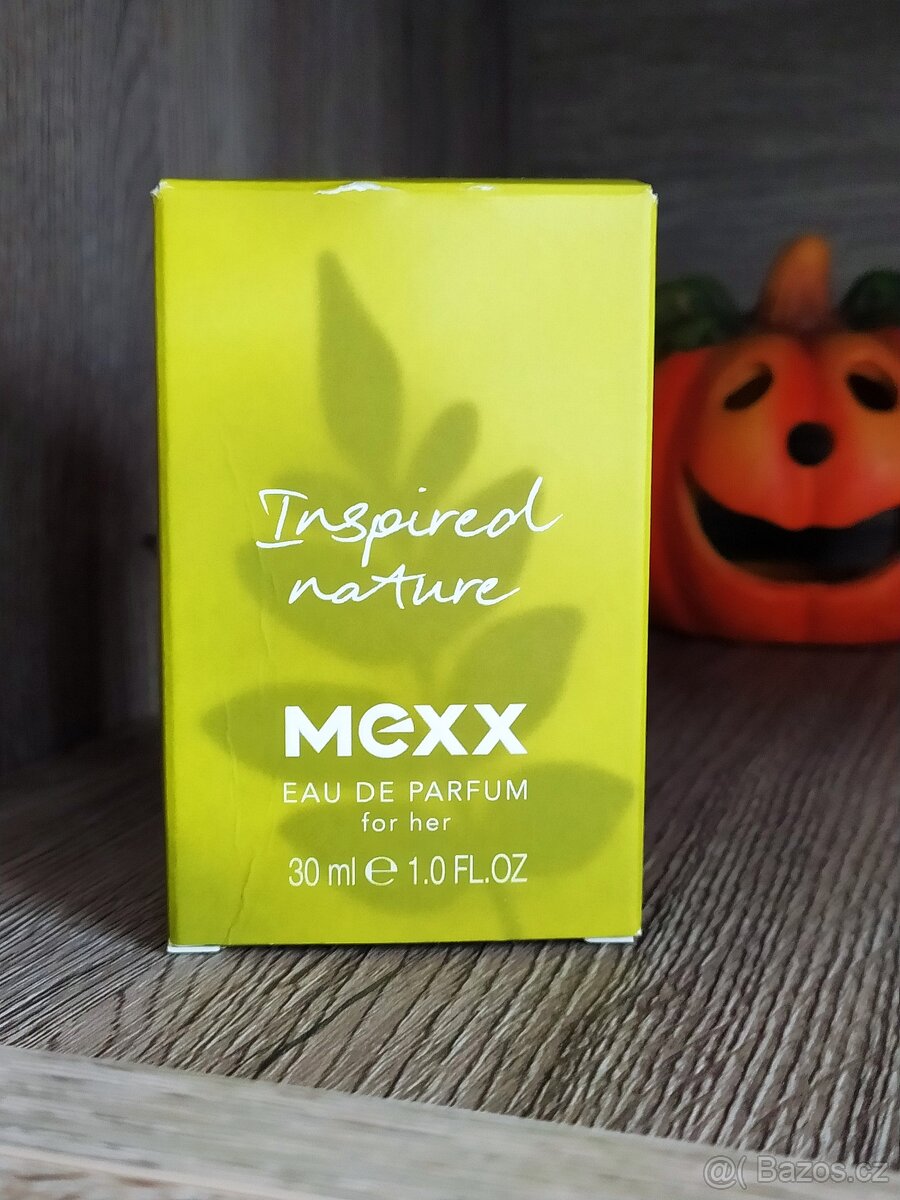 Inspired
nature
mexx
EAU DE PARFUM
for her
30 ml ℮ 1.0 FL.OZ
@( Bazos.cz